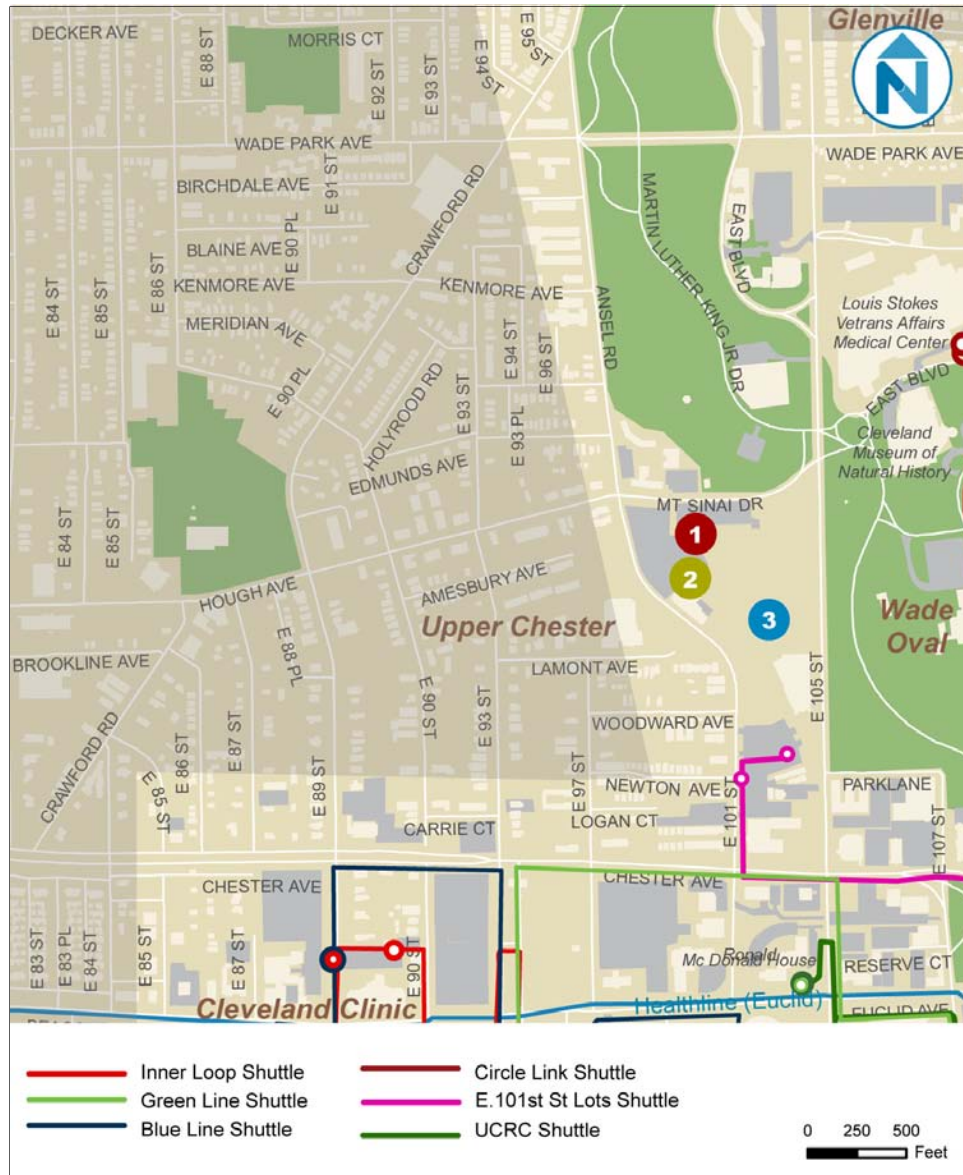 Glenville
N
DECKER AVE
E 88 ST
MORRIS CT
E 92 ST
E 93 ST
E 94 ST
E 95 ST
WADE PARK AVE
WADE PARK AVE
BIRCHDALE AVE
E 91 ST
CRAWFORD RD
MARTIN LUTHER KING JR DR
EAST BLVD
BLAINE AVE
E 90 PL
KENMORE AVE
KENMORE AVE
E 84 ST
E 85 ST
E 86 ST
MERIDIAN AVE
ANSEL RD
Louis Stokes
Vetrans Affairs
Medical Center
E 94 ST
E 96 ST
EAST BLVD
E 90 PL
HOLYROOD RD
E 93 ST
E 93 PL
Cleveland
Museum of
Natural History
EDMUNDS AVE
MT SINAI DR
E 84 ST
E 85 ST
1
2
3
HOUGH AVE
AMESBURY AVE
Upper Chester
Wade
Oval
E 88 PL
BROOKLINE AVE
LAMONT AVE
E 90 ST
E 93 ST
E 105 ST
CRAWFORD RD
E 86 ST
E 87 ST
WOODWARD AVE
E 85 ST
E 89 ST
E 97 ST
NEWTON AVE
E 101 ST
PARKLANE
CARRIE CT
LOGAN CT
E 107 ST
CHESTER AVE
CHESTER AVE
E 83 ST
E 83 PL
E 84 ST
E 85 ST
E 87 ST
E 90 ST
Ronald
Mc Donald House
RESERVE CT
Cleveland Clinic
Healthline (Euclid)
EUCLID AVE
Inner Loop Shuttle
Circle Link Shuttle
Green Line Shuttle
E.101st St Lots Shuttle
Blue Line Shuttle
UCRC Shuttle
0 250 500
Feet